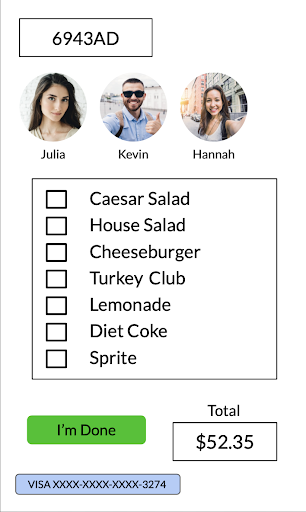 6943AD
Julia Kevin Hannah
Caesar Salad
House Salad
Cheeseburger
Turkey Club
Lemonade
Diet Coke
Sprite
Total
I'm Done
$52.35
VISA XXXX-XXXX-XXXX-3274